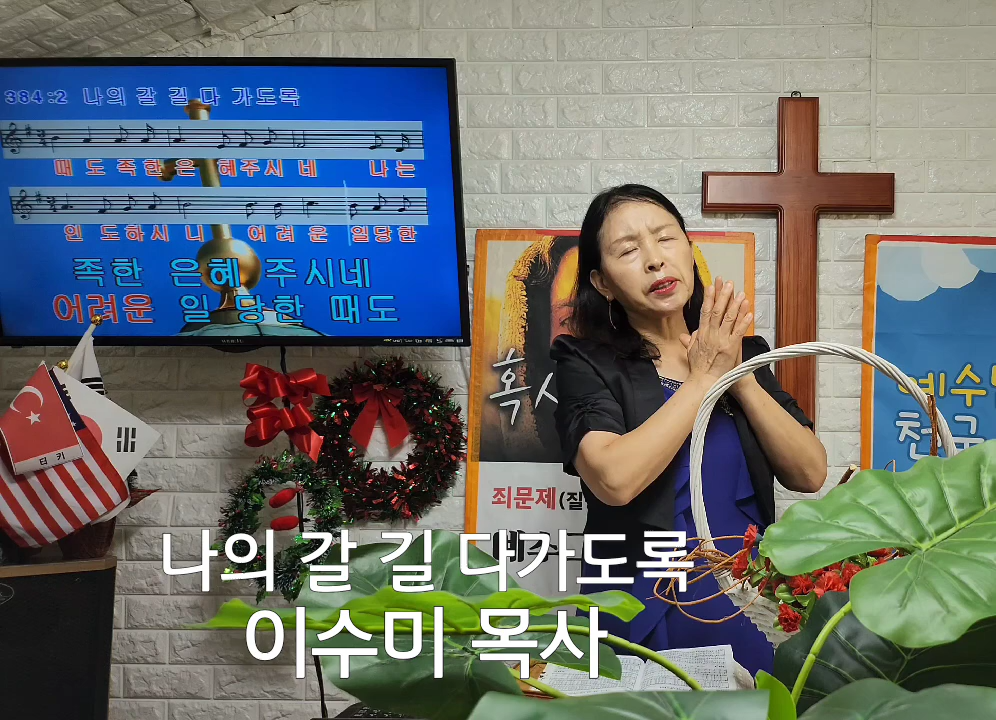 384:2 나의 갈 길 다 가도록
때 도 족한 은 혜주시 네 나 는
인 도하시 니 어 려 운 일당한
족한 은혜 주시네
어려운 일 당한 때도
터 키
혹시
죄문제(질
예수
천국
나의 갈 길 다가도록
이수미 목사